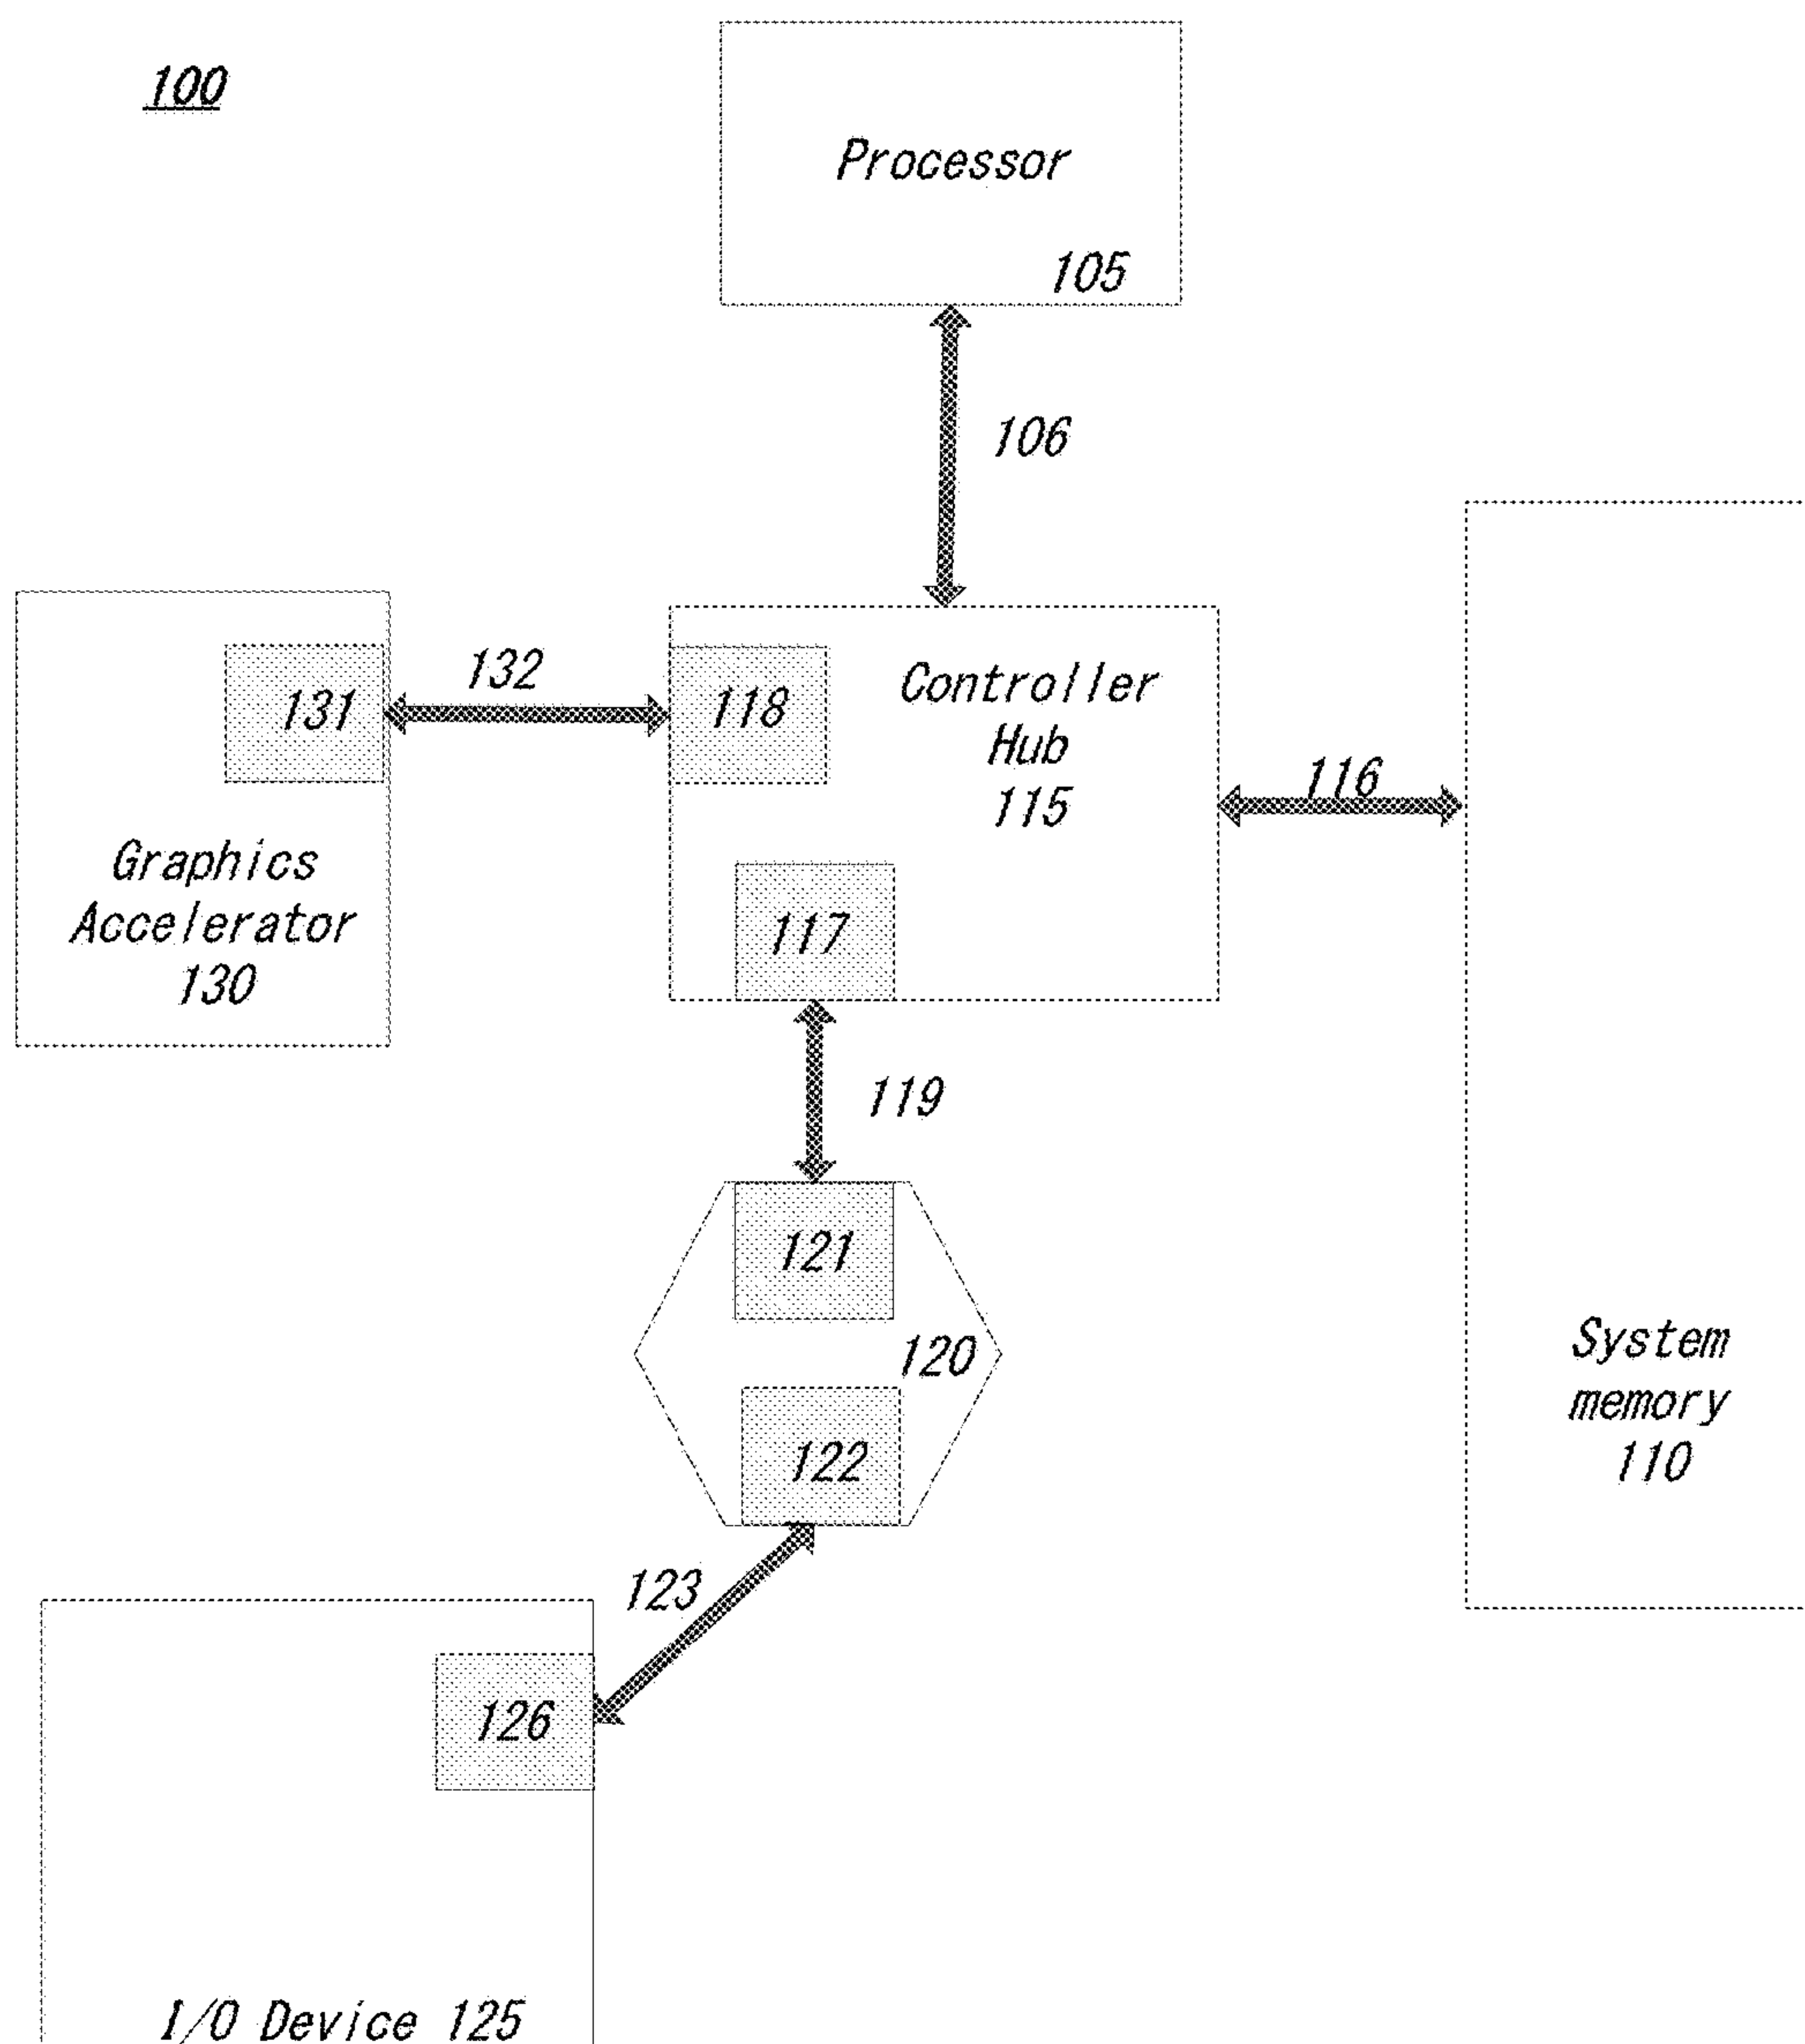 100
Processor
105
106
132
131
118
Controller
Hub
115
116
Graphics
Accelerator
130
117
119
121
120
122
System
memory
110
123
126
I/O Device 125